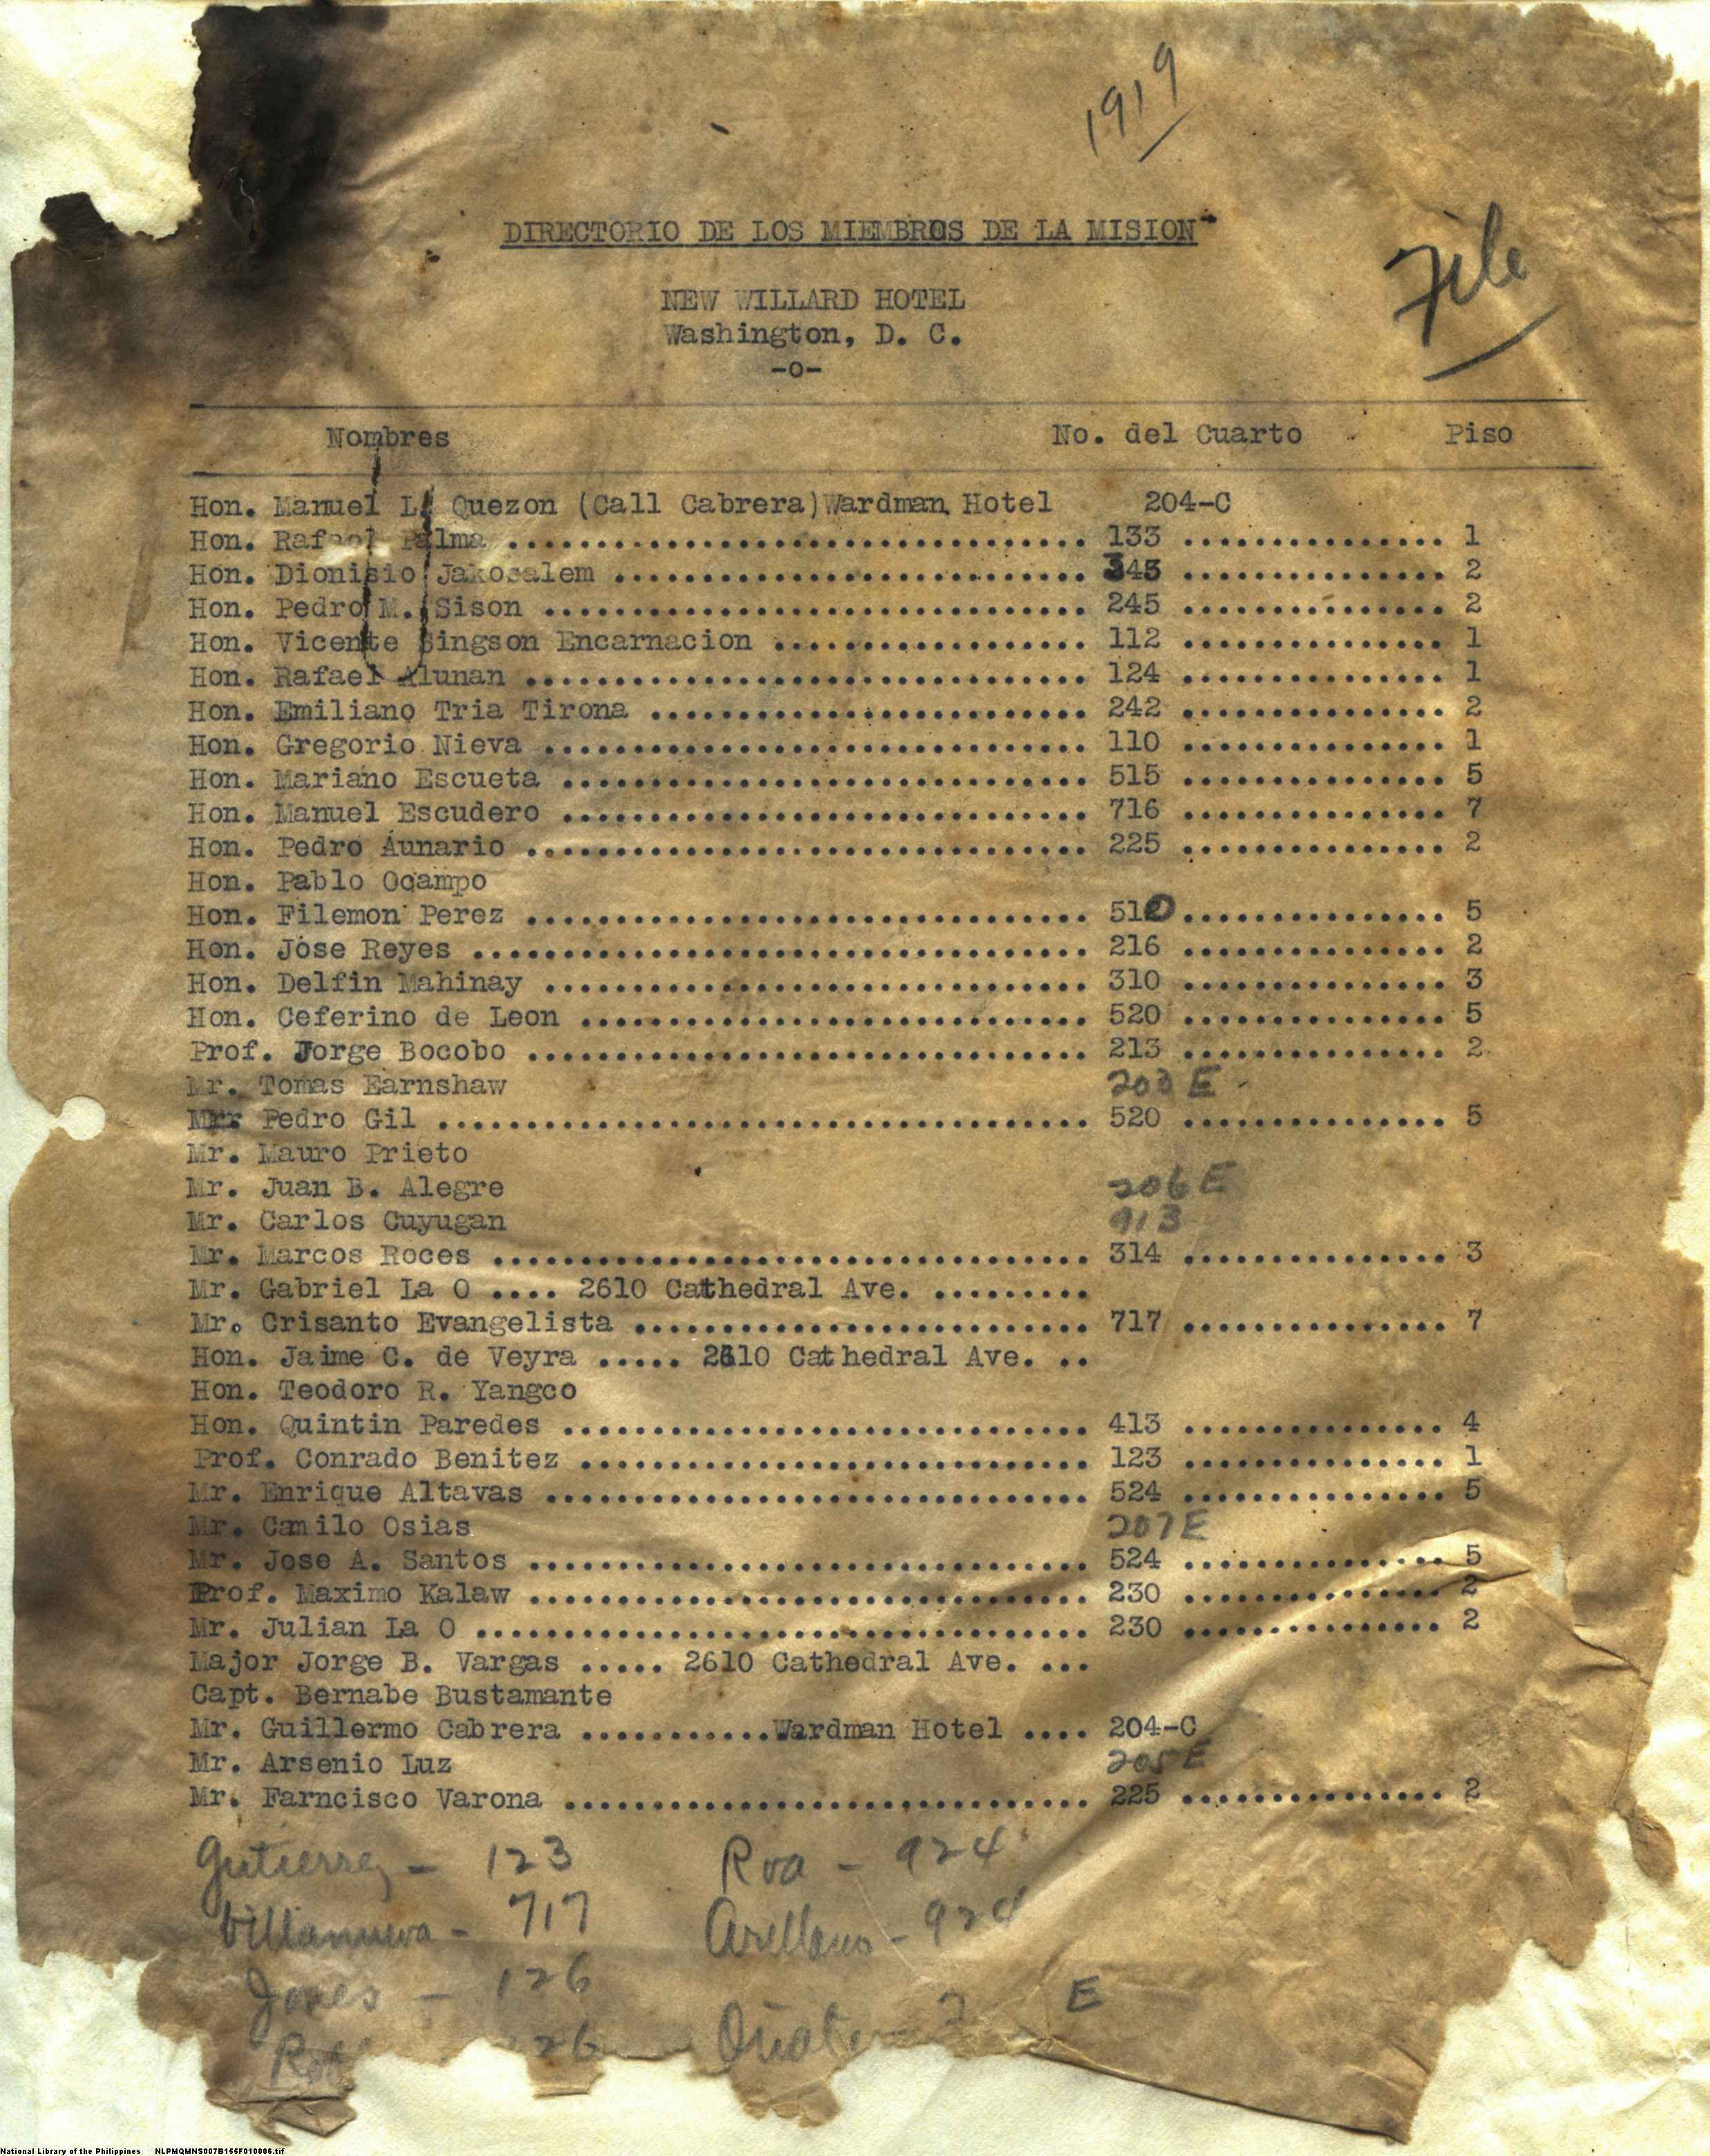 1919
DIRECTORIO DE LOS MIEMBROS DE LA MISION
File
NEW WILLARD HOTEL
Washington, D. C.
-o-
Nombres No. del Cuarto Piso
Hon. Manuel L. Quezon (Call Cabrera)Wardman Hotel 204-C
Hon. Rafael Palma ................................ 133 ............... 1
Hon. Dionisio Jakosalem ........................... 345 ............... 2
Hon. Pedro M. Sison ............................... 245 ............... 2
Hon. Vicente Singson Encarnacion .................. 112 ............... 1
Hon. Rafael Alunan ................................ 124 ............... 1
Hon. Emiliano Tria Tirona ......................... 242 ............... 2
Hon. Gregorio Nieva ............................... 110 ............... 1
Hon. Mariano Escueta .............................. 515 ............... 5
Hon. Manuel Escudero .............................. 716 ............... 7
Hon. Pedro Aunario ................................ 225 ............... 2
Hon. Pablo Ocampo
Hon. Filemon Perez ................................ 510 ............... 5
Hon. Jose Reyes ................................... 216 ............... 2
Hon. Delfin Mahinay ............................... 310 ............... 3
Hon. Ceferino de Leon ............................. 520 ............... 5
Prof. Jorge Bocobo ................................ 213 ............... 2
Mr. Tomas Earnshaw E
Mr. Pedro Gil ..................................... 520 ............... 5
Mr. Mauro Prieto
Mr. Juan B. Alegre 206 E
Mr. Carlos Cuyugan 913
Mr. Marcos Roces .................................. 314 ............... 3
Mr. Gabriel La O .... 2610 Cathedral Ave. .........
Mr. Crisanto Evangelista .......................... 717 ............... 7
Hon. Jaime C. de Veyra ..... 2610 Cathedral Ave. ..
Hon. Teodoro R. Yangco
Hon. Quintin Paredes .............................. 413 ............... 4
Prof. Conrado Benitez ............................. 123 ............... 1
Mr. Enrique Altavas ............................... 524 ............... 5
Mr. Camilo Osias 207 E
Mr. Jose A. Santos ................................ 524 ............... 5
Prof. Maximo Kalaw ................................ 230 ............... 2
Mr. Julian La O ................................... 230 ............... 2
Major Jorge B. Vargas ..... 2610 Cathedral Ave. ...
Capt. Bernabe Bustamante
Mr. Guillermo Cabrera ...........Wardman Hotel .... 204-C
Mr. Arsenio Luz 205 E
Mr. Farncisco Varona .............................. 225 ............... 2
Gutierrez - 123 Roa - 924
Villanueva - 717 Arellano - 924
Jones - 126
26 E
National Library of the Philippines NLPMQMNS007B155F010006.tif